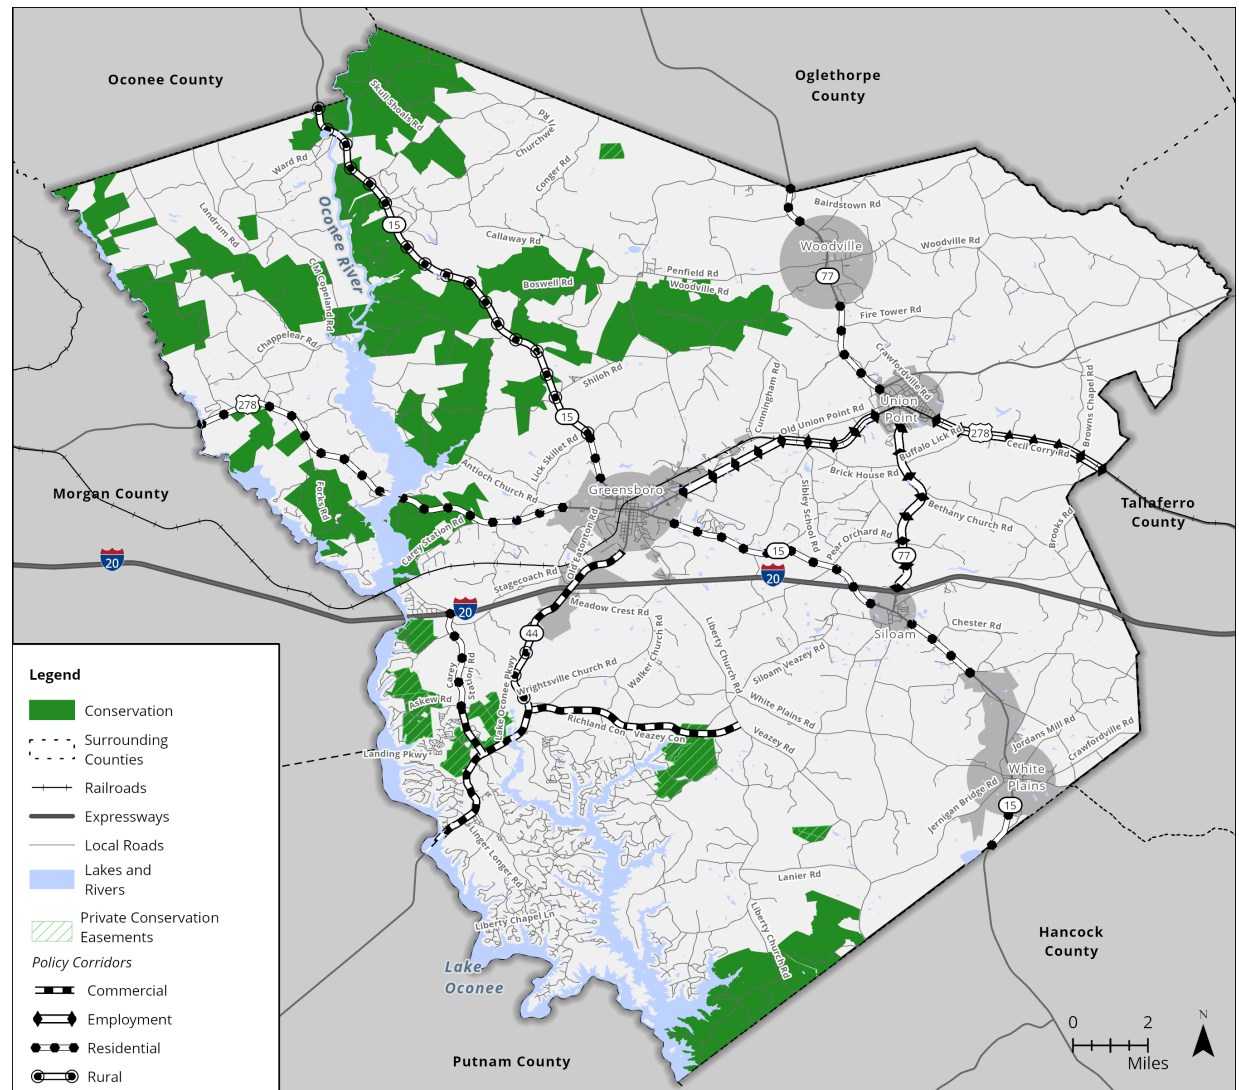 Oconee County
Oglethorpe
County
Skull Shoals Rd
Churchwell Rd
Conger Rd
Ward Rd
Landrum Rd
Oconee River
15
Bairdstown Rd
Woodville
Woodville Rd
77
Callaway Rd
Penfield Rd
Woodville Rd
Boswell Rd
C M Copeland Rd
Chappelear Rd
Fire Tower Rd
Crawfordville Rd
Shiloh Rd
Cunningham Rd
Browns Chapel Rd
278
15
Old Union Point Rd
Union
Point
278
Buffalo Lick Rd
Cecil Corry Rd
Lick Skillet Rd
Antioch Church Rd
Brick House Rd
Morgan County
Forks Rd
Greensboro
Sibley School Rd
Bethany Church Rd
Taliaferro
County
Carey Station Rd
Old Eatonton Rd
Pear Orchard Rd
Brooks Rd
20
15
77
Stagecoach Rd
20
20
Meadow Crest Rd
Siloam
Chester Rd
44
Liberty Church Rd
Walker Church Rd
Siloam Veazey Rd
Carey
Station Rd
Askew Rd
Lake Oconee Pkwy
Wrightsville Church Rd
White Plains Rd
Richland Con
Veazey Con
Veazey Rd
Jordans Mill Rd
Crawfordville Rd
Landing Pkwy
White
Plains
Jernigan Bridge Rd
15
Linger Longer Rd
Lanier Rd
Liberty Chapel Ln
Liberty Church Rd
Lake
Oconee
Hancock
County
Putnam County
Legend
Conservation
Surrounding
Counties
Railroads
Expressways
Local Roads
Lakes and
Rivers
Private Conservation
Easements
Policy Corridors
Commercial
Employment
Residential
Rural
0 2
Miles
N